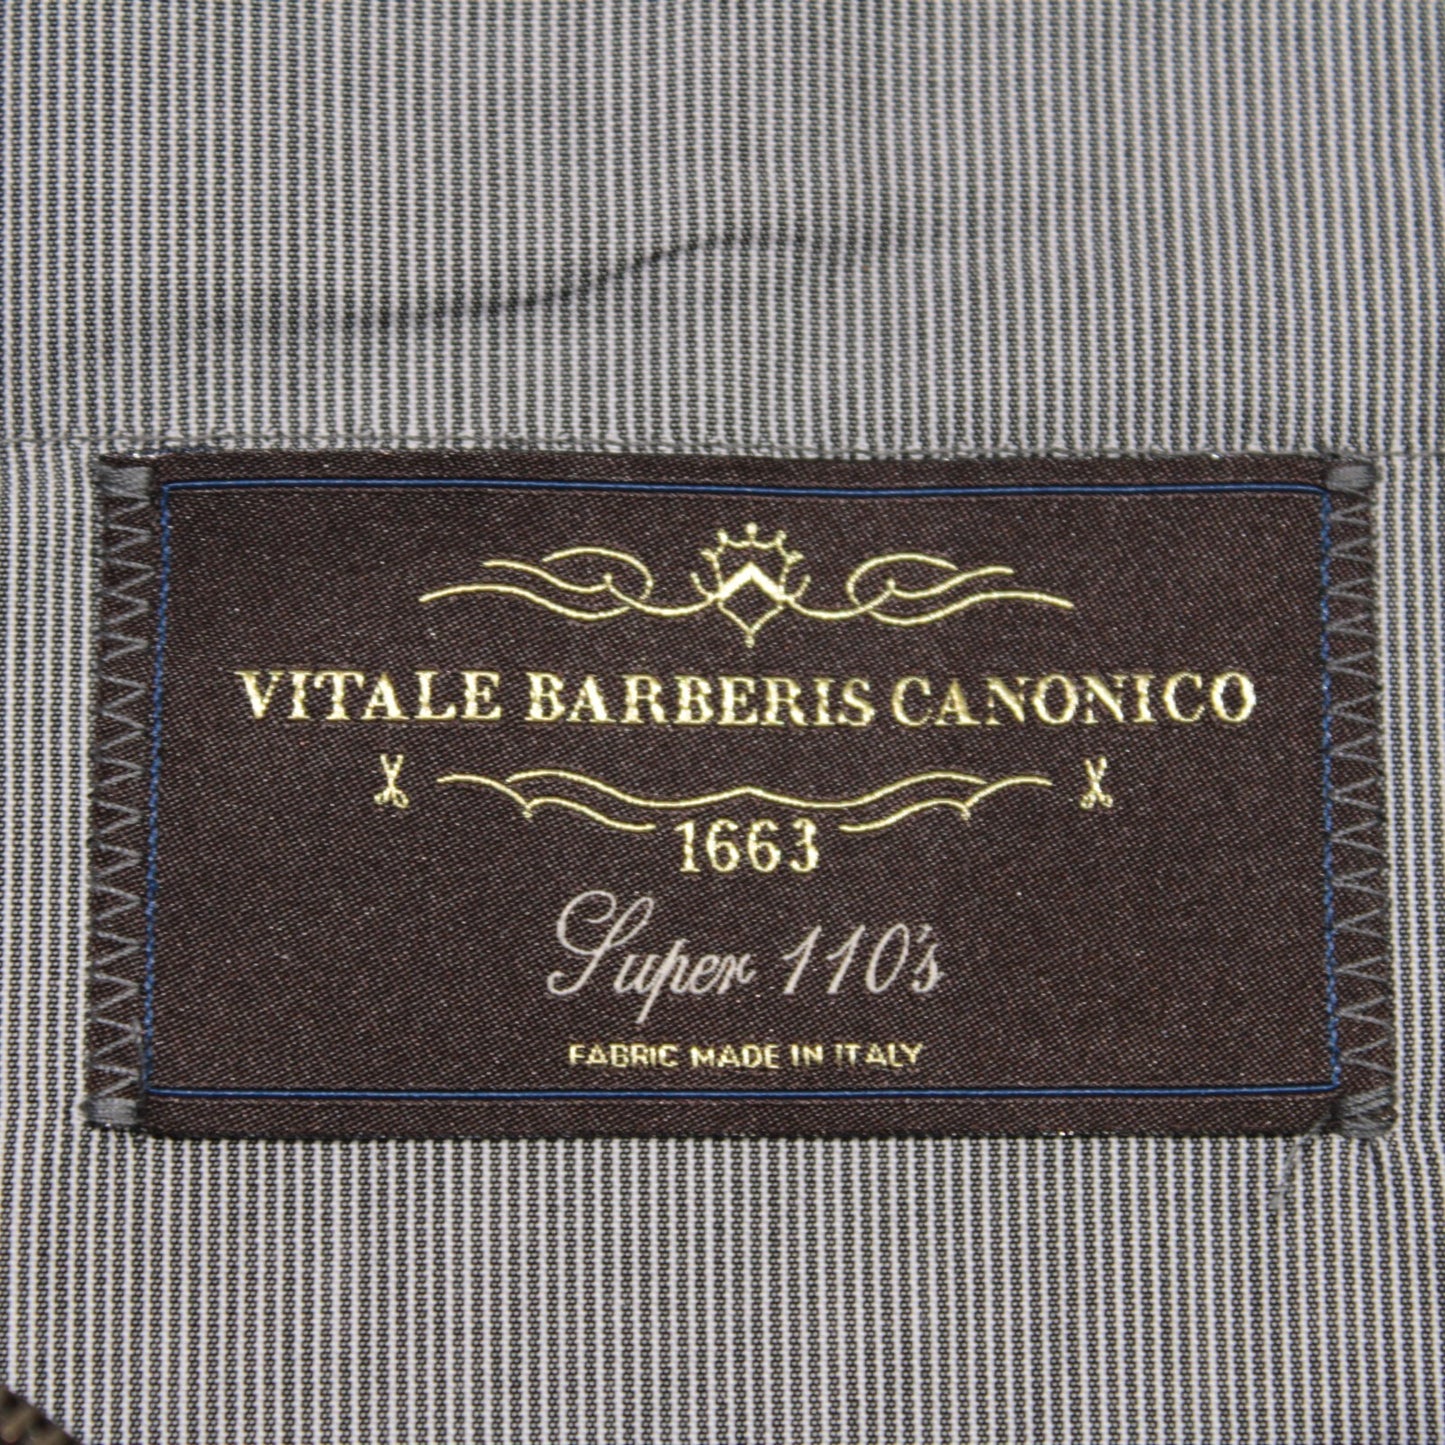 VITALE BARBERIS CANONICO
1663
Super 110's
FABRIC MADE IN ITALY